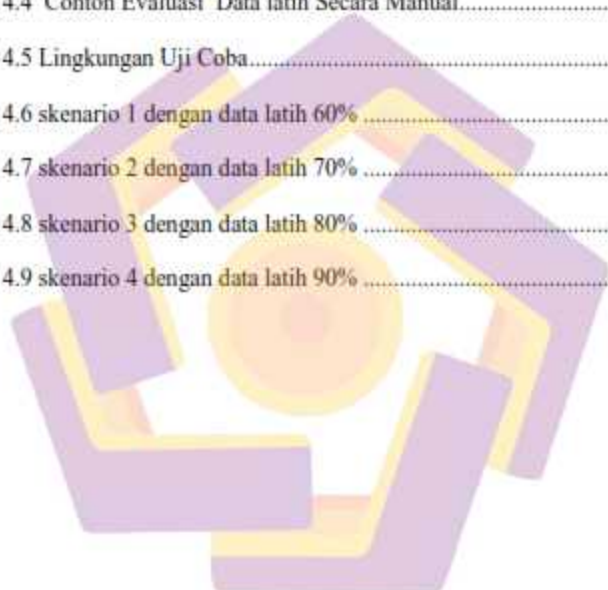 4.4 Contoh Evaluasi Data latih Secara Manual..............................
4.5 Lingkungan Uji Coba..............................................................
4.6 skenario 1 dengan data latih 60% ..........................................
4.7 skenario 2 dengan data latih 70% ..........................................
4.8 skenario 3 dengan data latih 80% ..........................................
4.9 skenario 4 dengan data latih 90% ..........................................